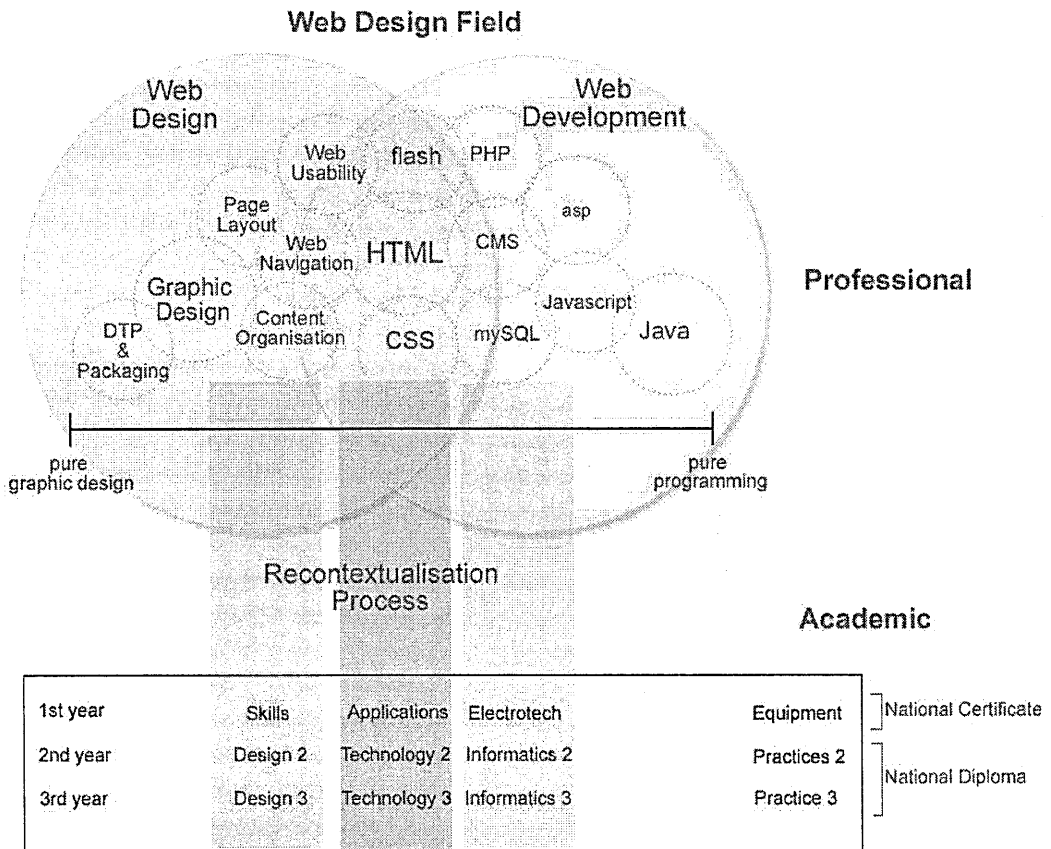 Web Design Field
Web
Design
Web
Development
Web
Usability
flash
PHP
Page
Layout
asp
Web
Navigation
HTML
CMS
Professional
Graphic
Design
Javascript
DTP
&
Packaging
Content
Organisation
CSS
mySQL
Java
pure
graphic design
pure
programming
Recontextualisation
Process
Academic
1st year Skills Applications Electrotech Equipment National Certificate
2nd year Design 2 Technology 2 Informatics 2 Practices 2
National Diploma
3rd year Design 3 Technology 3 Informatics 3 Practice 3